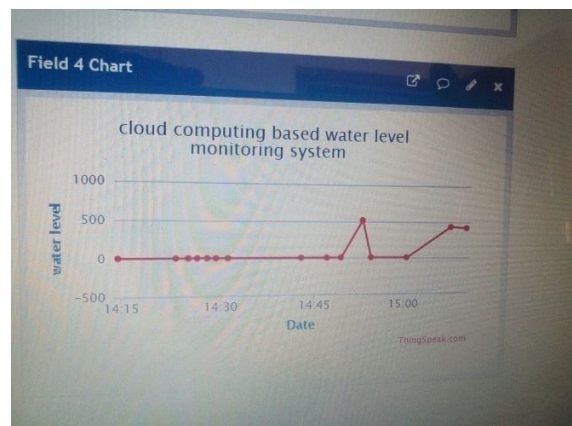 Field 4 Chart
cloud computing based water level
monitoring system
1000
500
0
-500
water level
14:15 14:30 14:45 15:00
Date
ThingSpeak.com